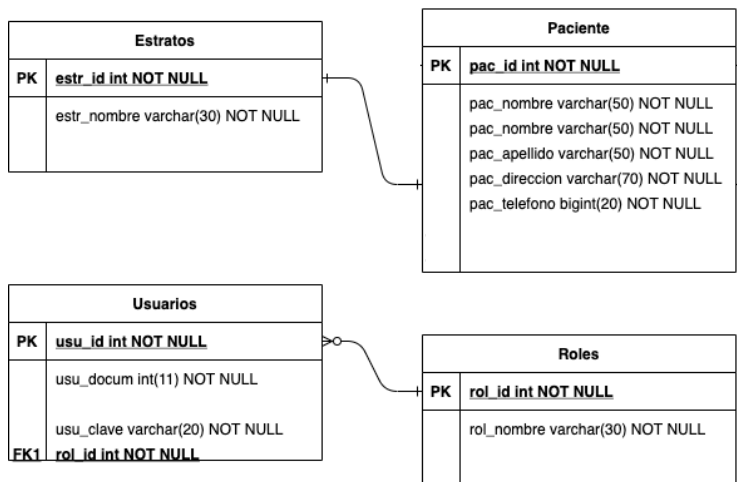 Estratos
PK estr_id int NOT NULL
estr_nombre varchar(30) NOT NULL
Paciente
PK pac_id int NOT NULL
pac_nombre varchar(50) NOT NULL
pac_nombre varchar(50) NOT NULL
pac_apellido varchar(50) NOT NULL
pac_direccion varchar(70) NOT NULL
pac_telefono bigint(20) NOT NULL
Usuarios
PK usu_id int NOT NULL
usu_docum int(11) NOT NULL
usu_clave varchar(20) NOT NULL
FK1 rol_id int NOT NULL
Roles
PK rol_id int NOT NULL
rol_nombre varchar(30) NOT NULL